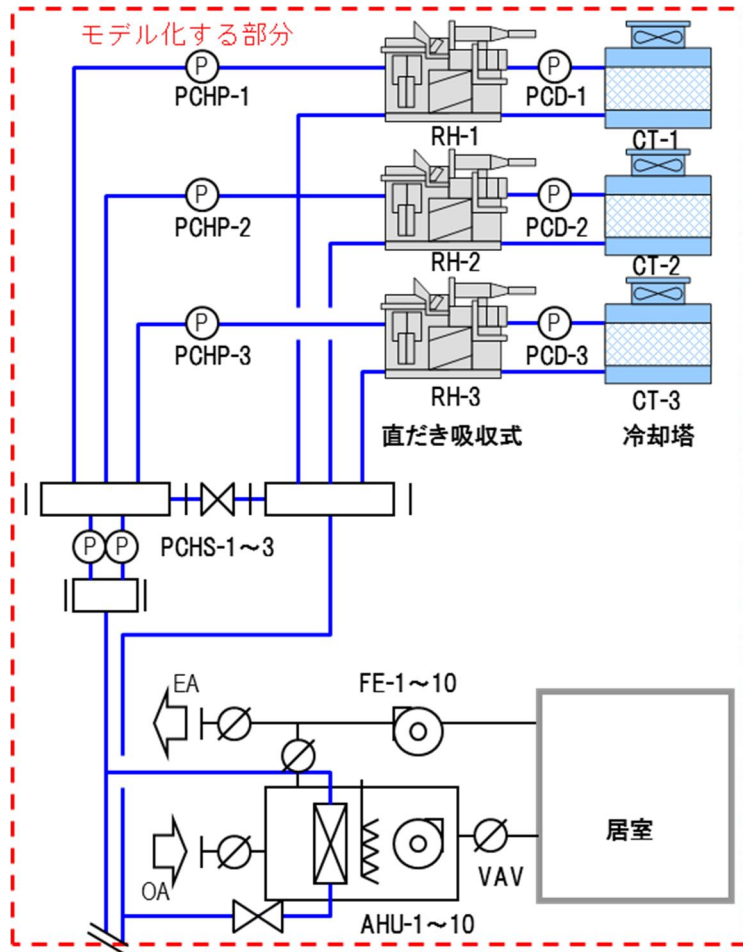 モデル化する部分
P
PCHP-1
RH-1
P
PCD-1
CT-1
P
PCHP-2
RH-2
P
PCD-2
CT-2
P
PCHP-3
RH-3
P
PCD-3
CT-3
直だき吸収式
冷却塔
P
P
PCHS-1～3
EA
FE-1～10
OA
VAV
居室
AHU-1～10